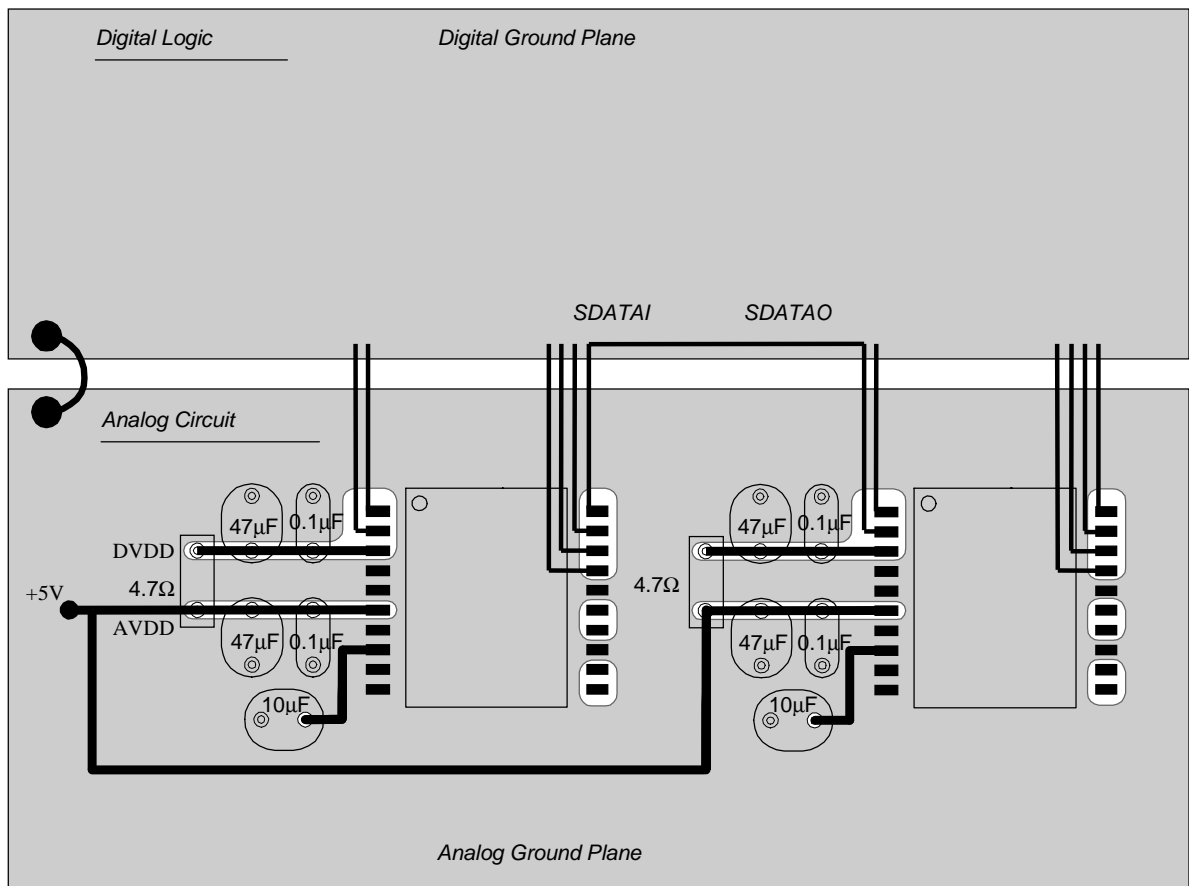 Digital Logic
Digital Ground Plane
SDATAI
SDATAO
Analog Circuit
47µF
0.1µF
47µF
0.1µF
DVDD
4.7Ω
4.7Ω
+5V
AVDD
47µF
0.1µF
47µF
0.1µF
10µF
10µF
Analog Ground Plane